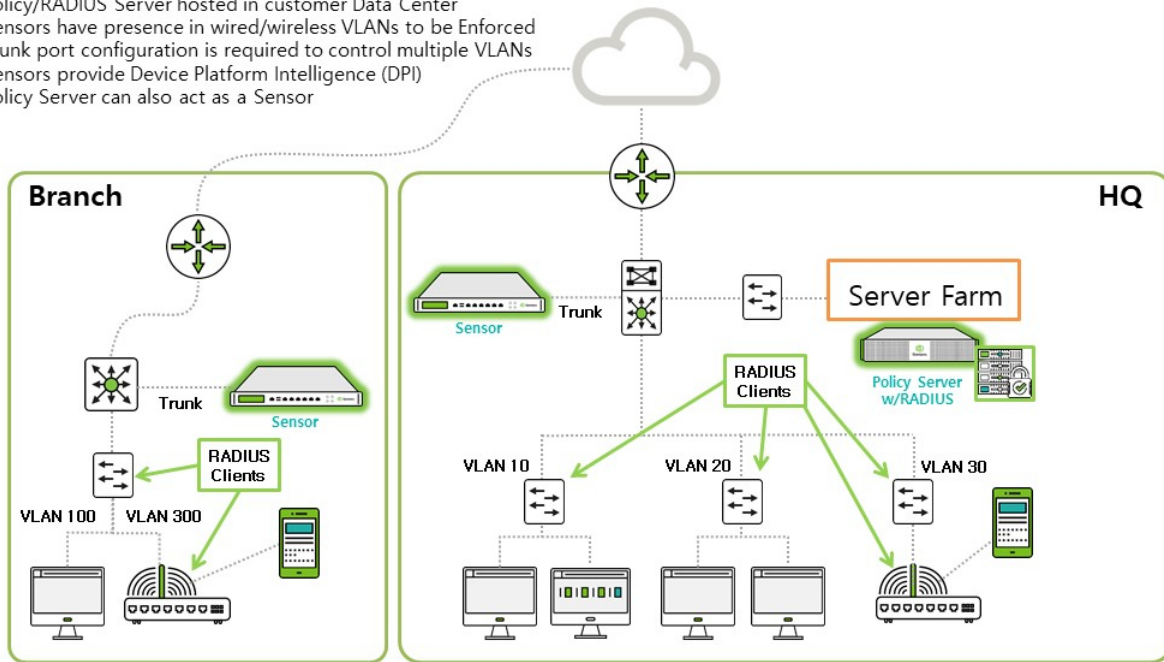 olicy/RADIUS Server hosted in customer Data Center
ensors have presence in wired/wireless VLANs to be Enforced
unk port configuration is required to control multiple VLANs
ensors provide Device Platform Intelligence (DPI)
olicy Server can also act as a Sensor
Branch
HQ
Sensor
Trunk
Server Farm
Policy Server
w/RADIUS
RADIUS
Clients
Trunk
Sensor
RADIUS
Clients
VLAN 10
VLAN 20
VLAN 30
VLAN 100
VLAN 300